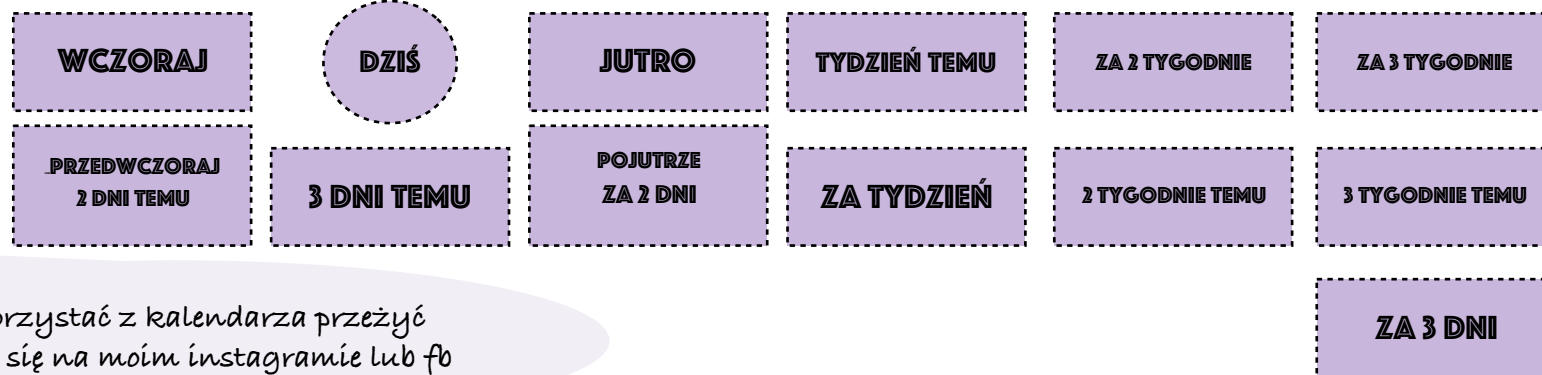 WCZORAJ
DZIŚ
JUTRO
TYDZIEŃ TEMU
ZA 2 TYGODNIE
ZA 3 TYGODNIE
PRZEDWCZORAJ
2 DNI TEMU
3 DNI TEMU
POJUTRZE
ZA 2 DNI
ZA TYDZIEŃ
2 TYGODNIE TEMU
3 TYGODNIE TEMU
ZA 3 DNI
orzystać z kalendarza przeżyć
się na moim instagramie lub fb